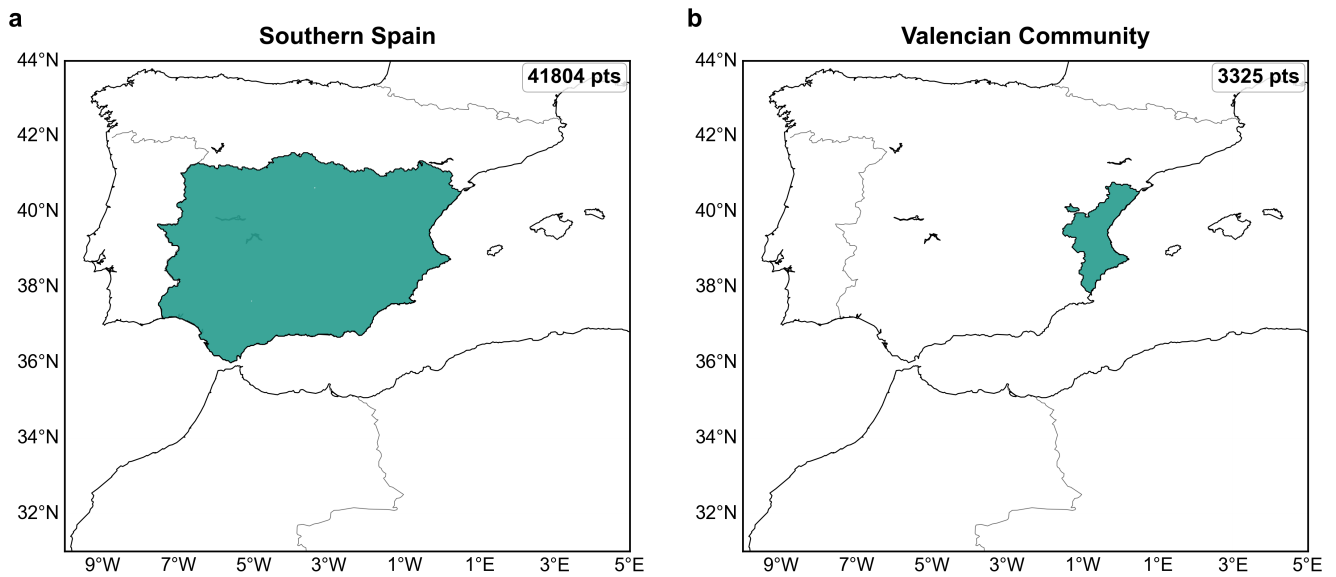 a
Southern Spain
41804 pts
44°N
42°N
40°N
38°N
36°N
34°N
32°N
9°W 7°W 5°W 3°W 1°W 1°E 3°E 5°E
b
Valencian Community
3325 pts
44°N
42°N
40°N
38°N
36°N
34°N
32°N
9°W 7°W 5°W 3°W 1°W 1°E 3°E 5°E